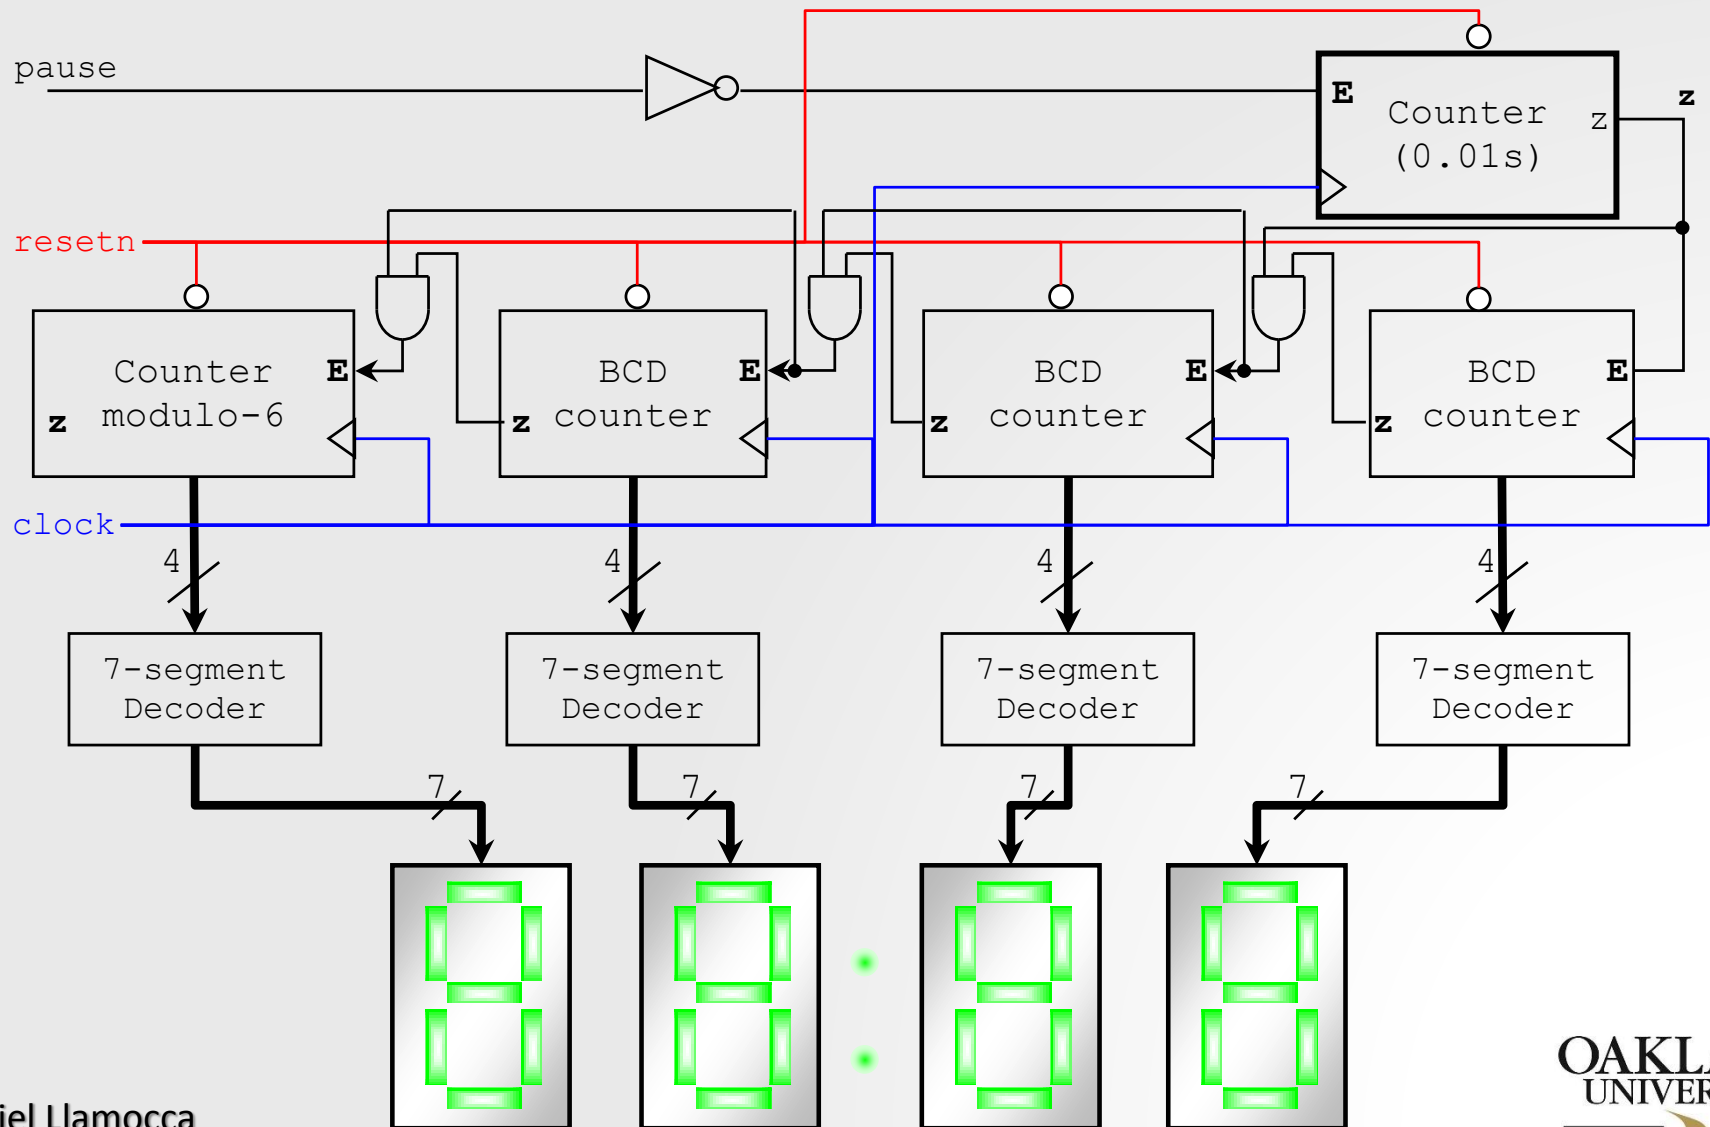 pause
E
Counter
(0.01s)
z
z
resetn
Counter
modulo-6
E
z
BCD
counter
E
z
BCD
counter
E
z
BCD
counter
E
z
clock
4
4
4
4
7-segment
Decoder
7-segment
Decoder
7-segment
Decoder
7-segment
Decoder
7
7
7
7
Llamocca